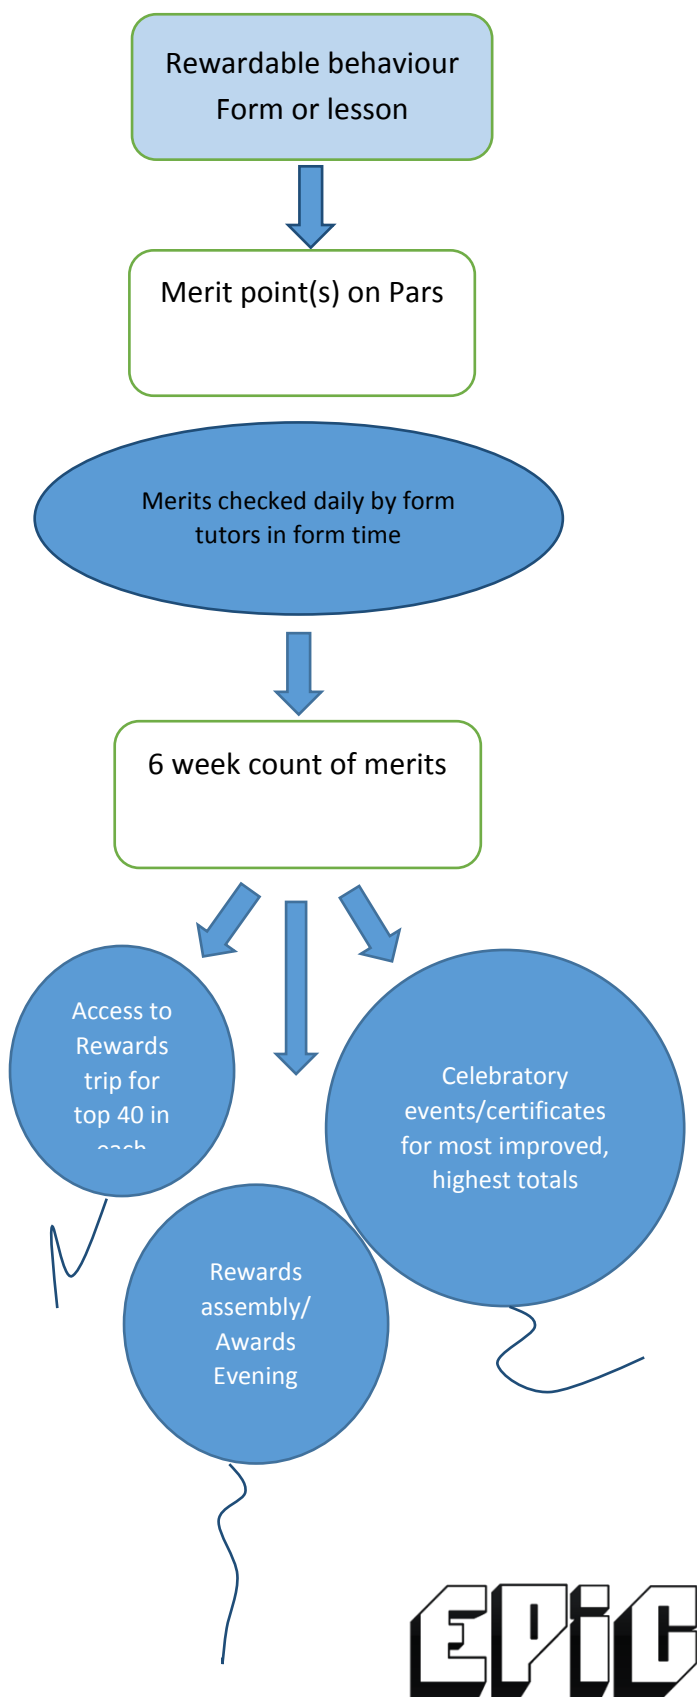 Rewardable behaviour
Form or lesson
Merit point(s) on Pars
Merits checked daily by form
tutors in form time
6 week count of merits
Access to
Rewards
trip for
top 40 in
each
Celebratory
events/certificates
for most improved,
highest totals
Rewards
assembly/
Awards
Evening
EPiC